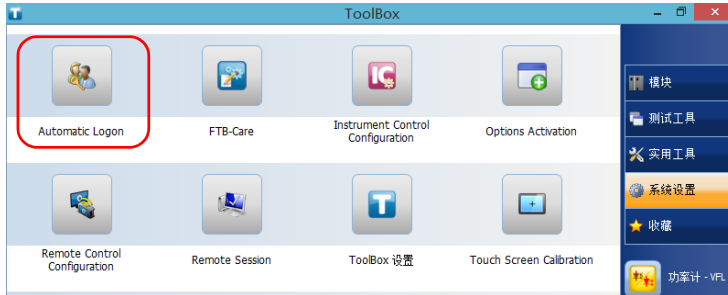 ToolBox
Automatic Logon
FTB-Care
Instrument Control
Configuration
Options Activation
Remote Control
Configuration
Remote Session
ToolBox 设置
Touch Screen Calibration
模块
测试工具
实用工具
系统设置
收藏
功率计 - VFL